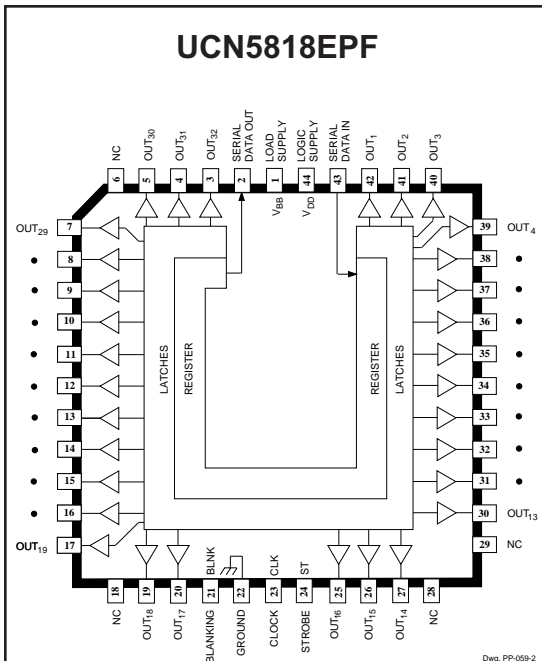 UCN5818EPF
NC
OUT30
OUT31
OUT32
SERIAL
DATA OUT
LOAD
SUPPLY
LOGIC
SUPPLY
SERIAL
DATA IN
OUT1
OUT2
OUT3
6
5
4
3
2
1
44
43
42
41
40
VBB
VDD
OUT29
7
8
9
10
11
12
13
14
15
16
OUT19
17
LATCHES
REGISTER
REGISTER
LATCHES
39
OUT4
38
37
36
35
34
33
32
31
30
OUT13
29
NC
BLNK
CLK
ST
18
19
20
21
22
23
24
25
26
27
28
NC
OUT18
OUT17
BLANKING
GROUND
CLOCK
STROBE
OUT16
OUT15
OUT14
NC
Dwg. PP-059-2